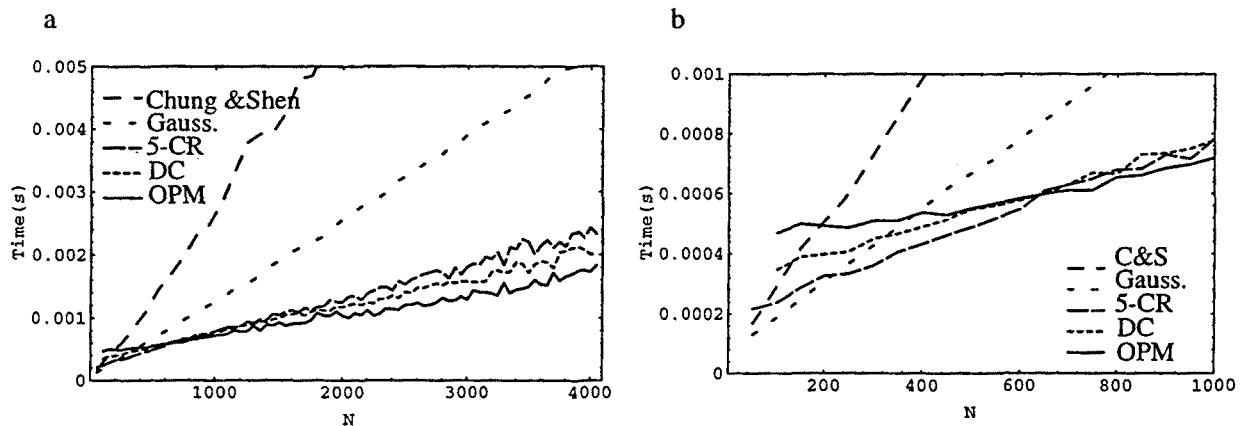 a
0.005
0.004
0.003
0.002
0.001
0
Time(s)
Chung &Shen
Gauss.
5-CR
DC
OPM
1000
2000
3000
4000
N
b
0.001
0.0008
0.0006
0.0004
0.0002
0
Time(s)
C&S
Gauss.
5-CR
DC
OPM
200
400
600
800
1000
N